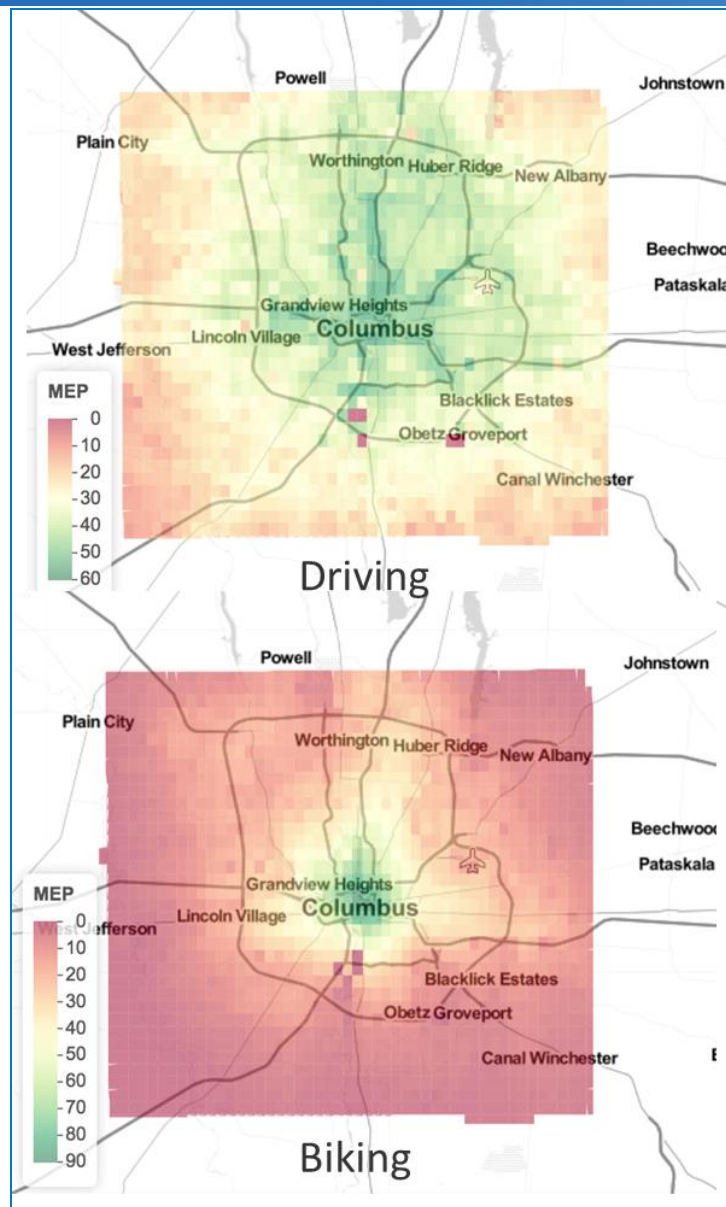 Powell
Johnstown
Plain City
Worthington
Huber Ridge
New Albany
Beechwoo
Pataskala
Grandview Heights
Columbus
Lincoln Village
West Jefferson
MEP
0
10
20
30
40
50
60
Blacklick Estates
Obetz Groveport
Canal Winchester
Driving
Powell
Johnstown
Plain City
Worthington
Huber Ridge
New Albany
Beechwood
Pataskala
Grandview Heights
Columbus
Lincoln Village
MEP
West Jefferson
0
10
20
30
40
50
60
70
80
90
Blacklick Estates
Obetz Groveport
Canal Winchester
E
Biking